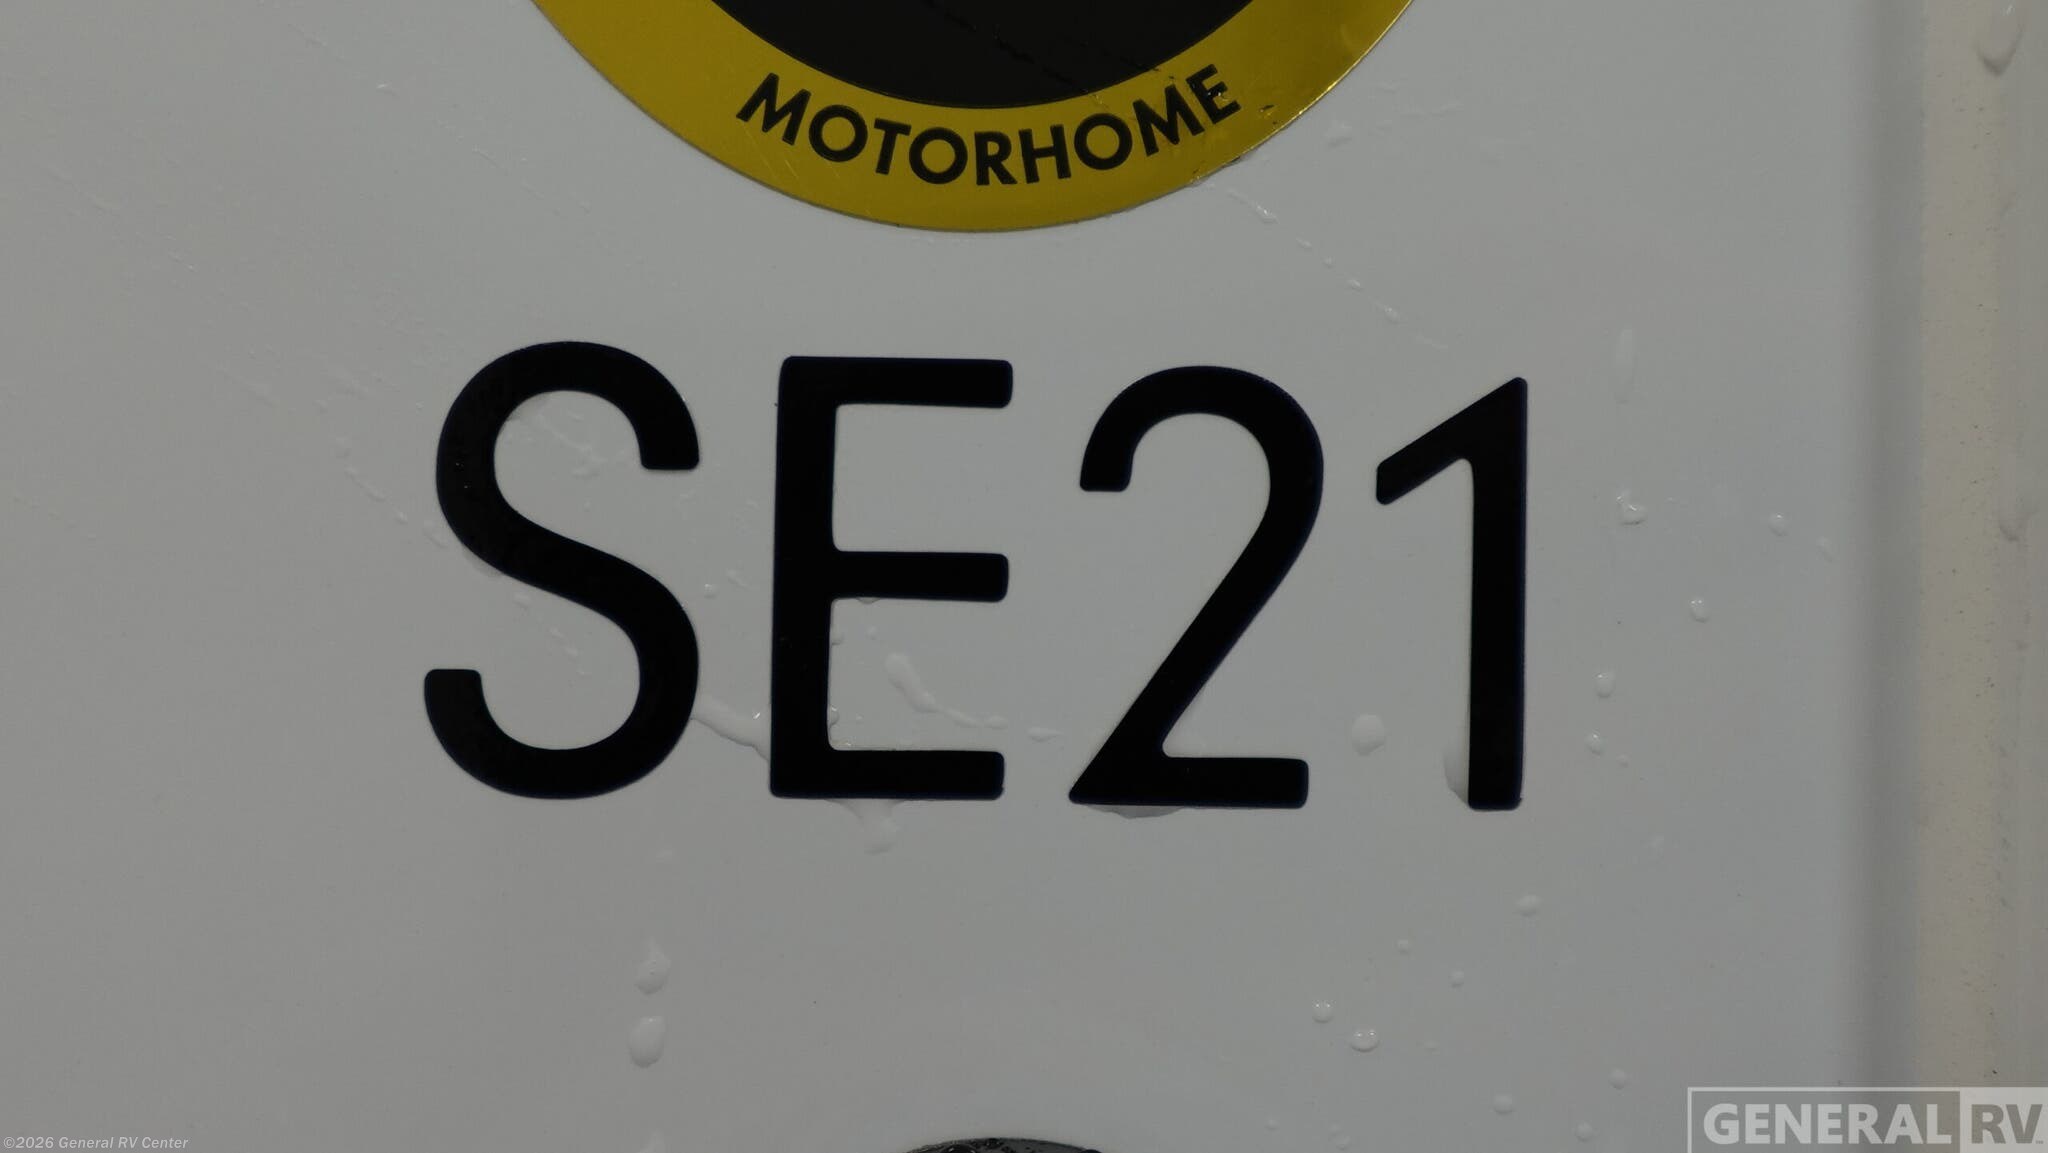 MOTORHOME
SE21
GENERAL RV
©2026 General RV Center